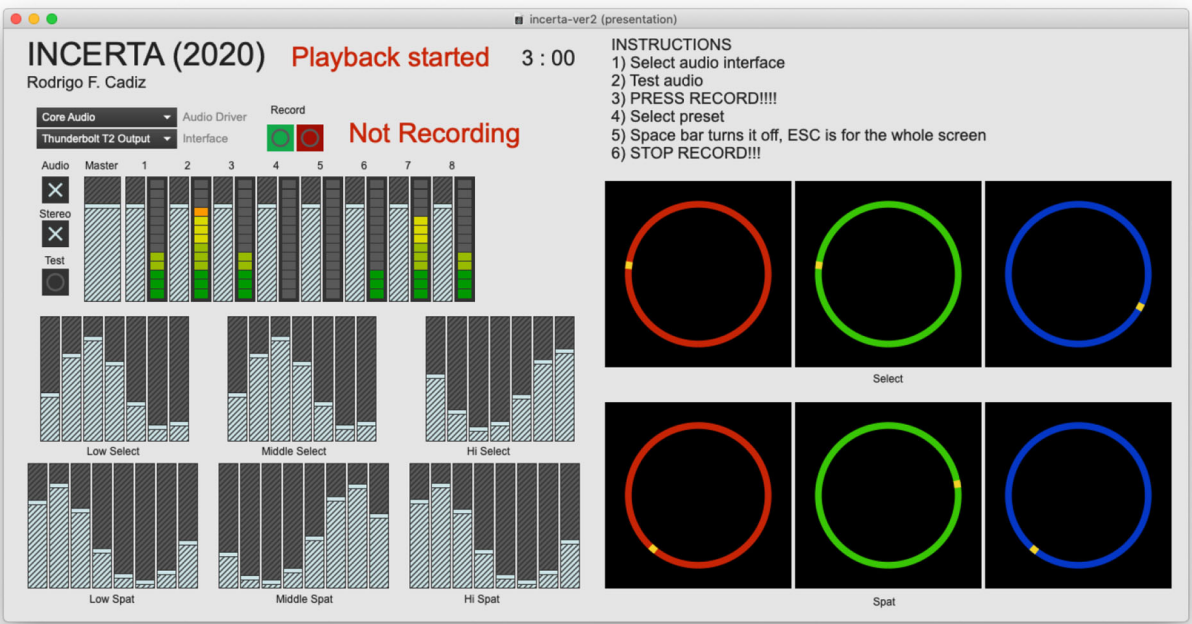 incerta-ver2 (presentation)
INCERTA (2020)
Playback started
3 : 00
Rodrigo F. Cadiz
Core Audio
Audio Driver
Thunderbolt T2 Output
Interface
Record
Not Recording
Audio
Master
1
2
3
4
5
6
7
8
Stereo
Test
Low Select
Middle Select
Hi Select
Low Spat
Middle Spat
Hi Spat
INSTRUCTIONS
1) Select audio interface
2) Test audio
3) PRESS RECORD!!!!
4) Select preset
5) Space bar turns it off, ESC is for the whole screen
6) STOP RECORD!!!
Select
Spat